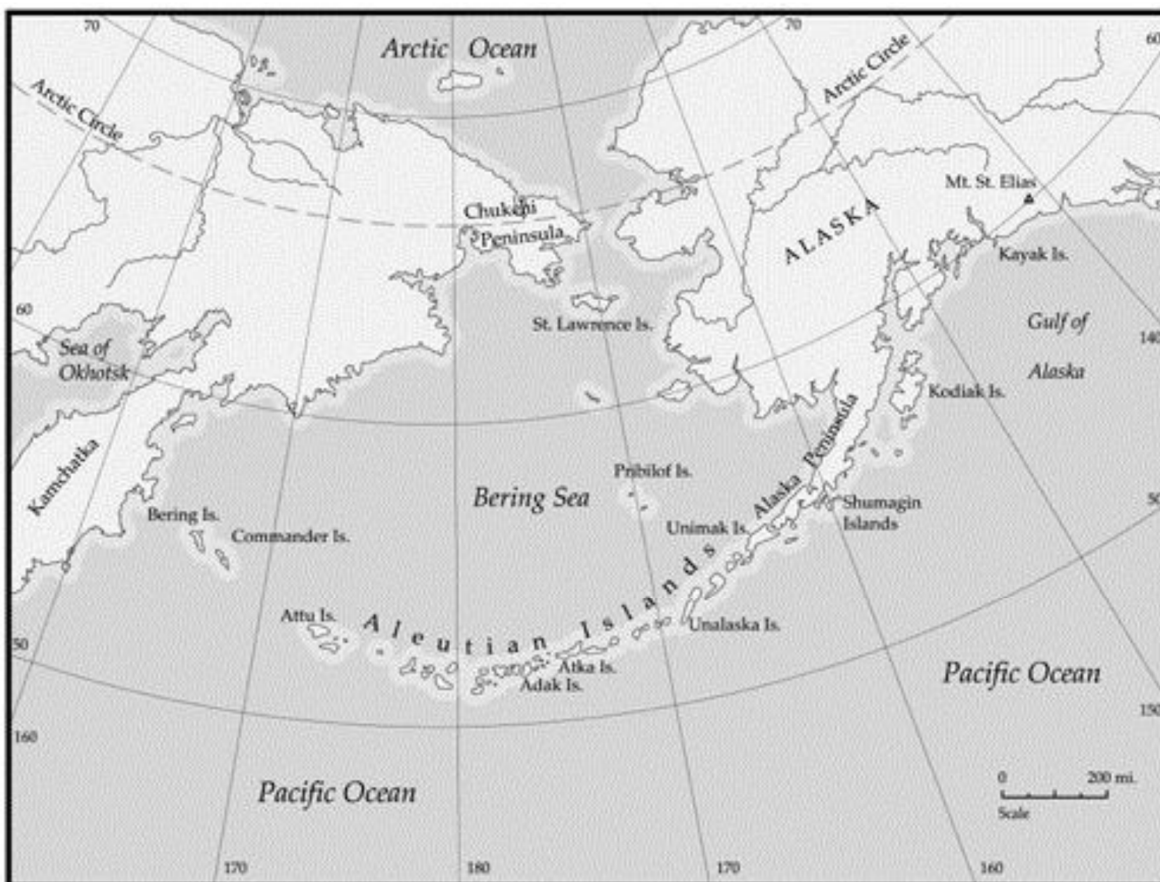 70
Arctic Ocean
70
60
Arctic Circle
Arctic Circle
Mt. St. Elias
Chukchi
Peninsula
ALASKA
Kayak Is.
60
St. Lawrence Is.
Gulf of
Alaska
140
Sea of
Okhotsk
Kodiak Is.
Kamchatka
Alaska Peninsula
Pribilof Is.
Bering Sea
50
Bering Is.
Shumagin
Islands
Commander Is.
Unimak Is.
Attu Is.
Aleutian Islands
Unalaska Is.
50
Atka Is.
Adak Is.
Pacific Ocean
150
160
Pacific Ocean
0 200 mi.
Scale
170
180
170
160